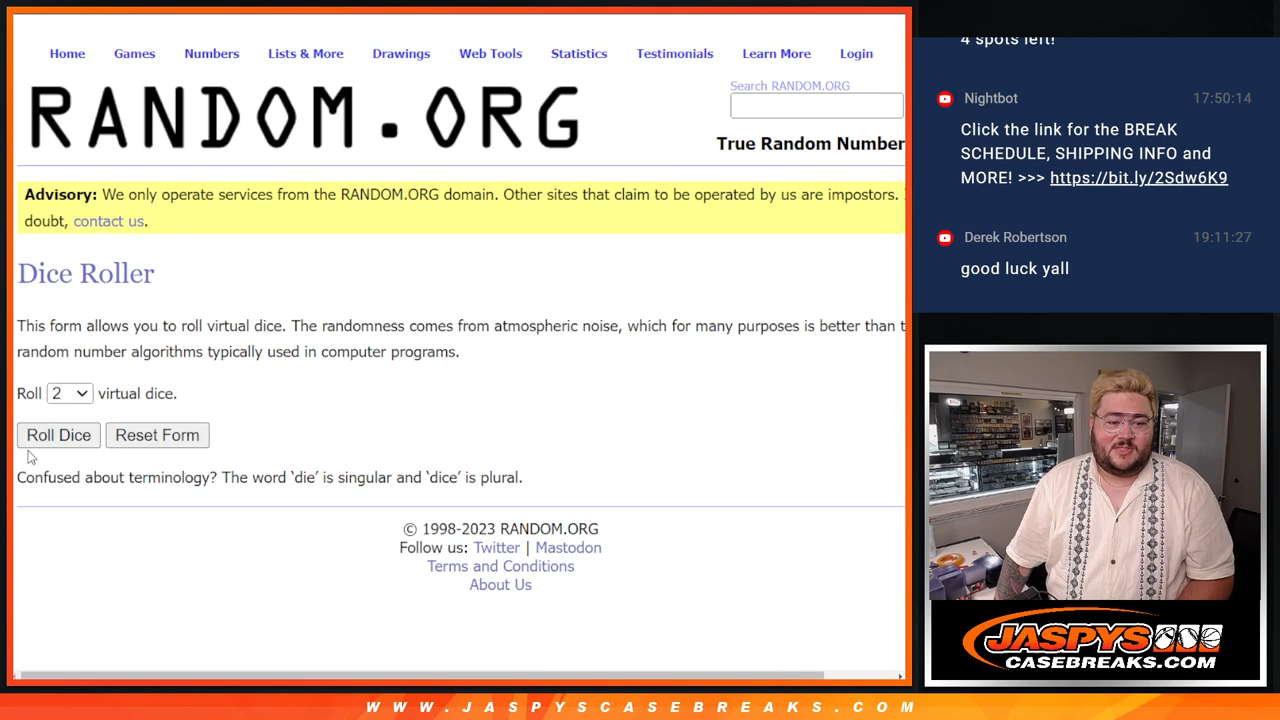 Home Games Numbers Lists & More Drawings Web Tools Statistics Testimonials Learn More Login
RANDOM.ORG
Search RANDOM.ORG
True Random Number
Advisory: We only operate services from the RANDOM.ORG domain. Other sites that claim to be operated by us are impostors.
doubt, contact us.
Dice Roller
This form allows you to roll virtual dice. The randomness comes from atmospheric noise, which for many purposes is better than t
random number algorithms typically used in computer programs.
Roll 2 virtual dice.
Roll Dice Reset Form
Confused about terminology? The word ‘die’ is singular and ‘dice’ is plural.
© 1998-2023 RANDOM.ORG
Follow us: Twitter | Mastodon
Terms and Conditions
About Us
4 spots left!
Nightbot 17:50:14
Click the link for the BREAK
SCHEDULE, SHIPPING INFO and
MORE! >>> https://bit.ly/2Sdw6K9
Derek Robertson 19:11:27
good luck yall
JASPYS
CASEBREAKS.COM
WWW.JASPYSCASEBREAKS.COM